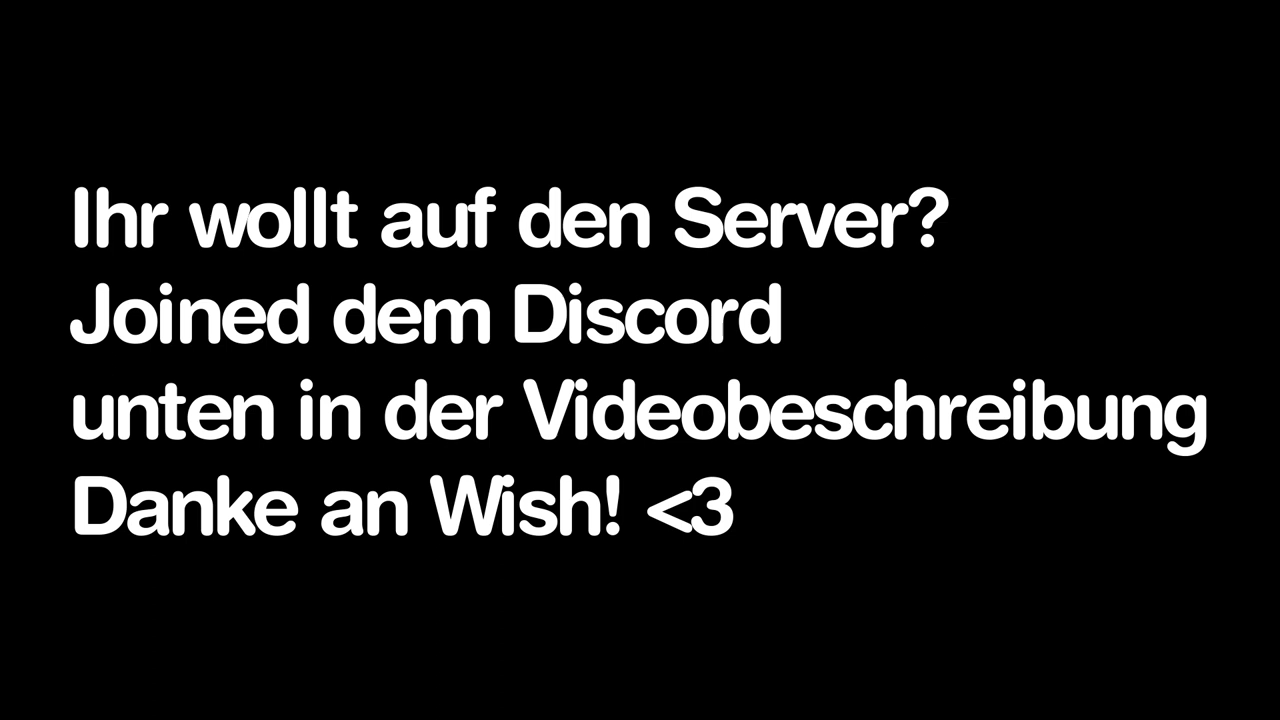 Ihr wollt auf den Server?
Joined dem Discord
unten in der Videobeschreibung
Danke an Wish! <3